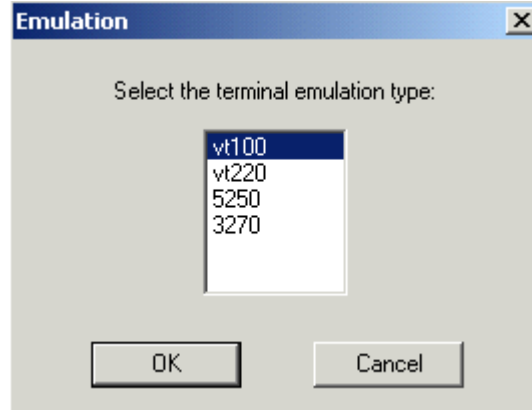 Emulation
Select the terminal emulation type:
vt100
vt220
5250
3270
OK
Cancel